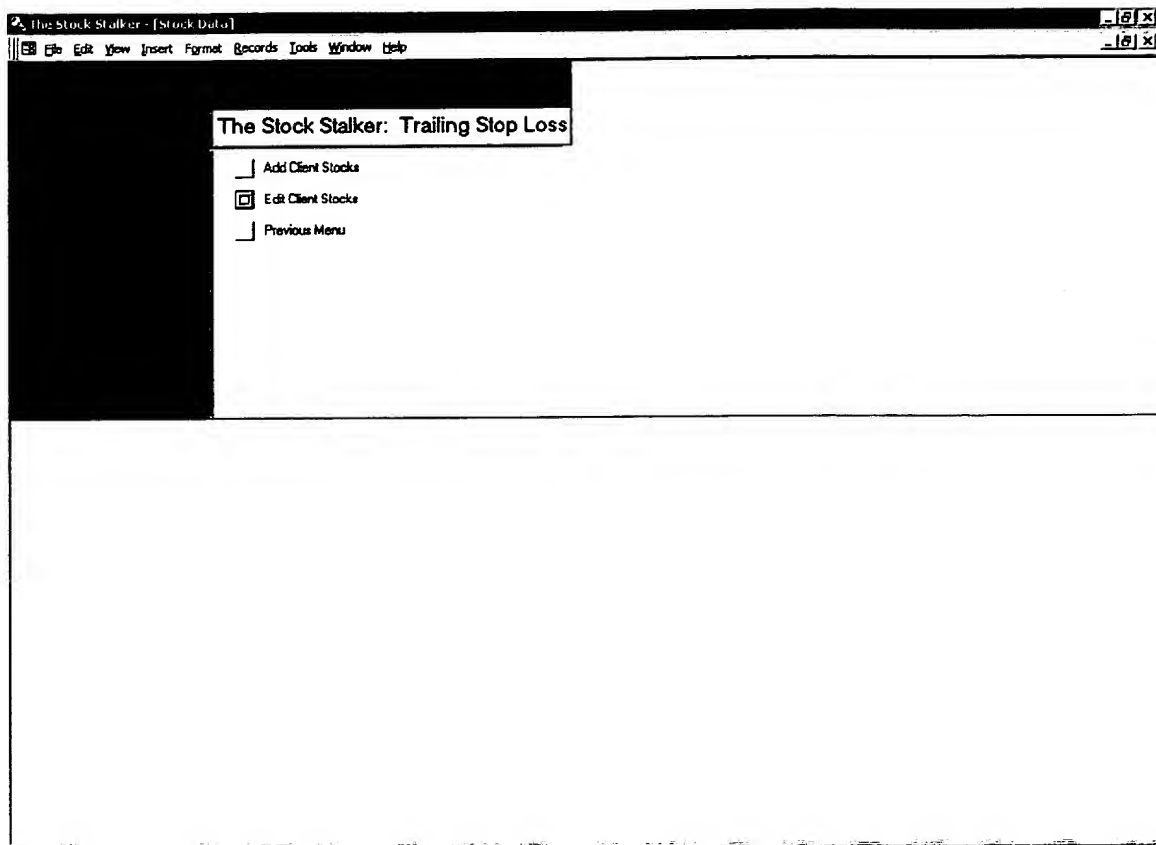 The Stock Stalker - [Stock Data]
File Edit View Insert Format Records Tools Window Help
The Stock Stalker: Trailing Stop Loss
Add Client Stocks
Edit Client Stocks
Previous Menu